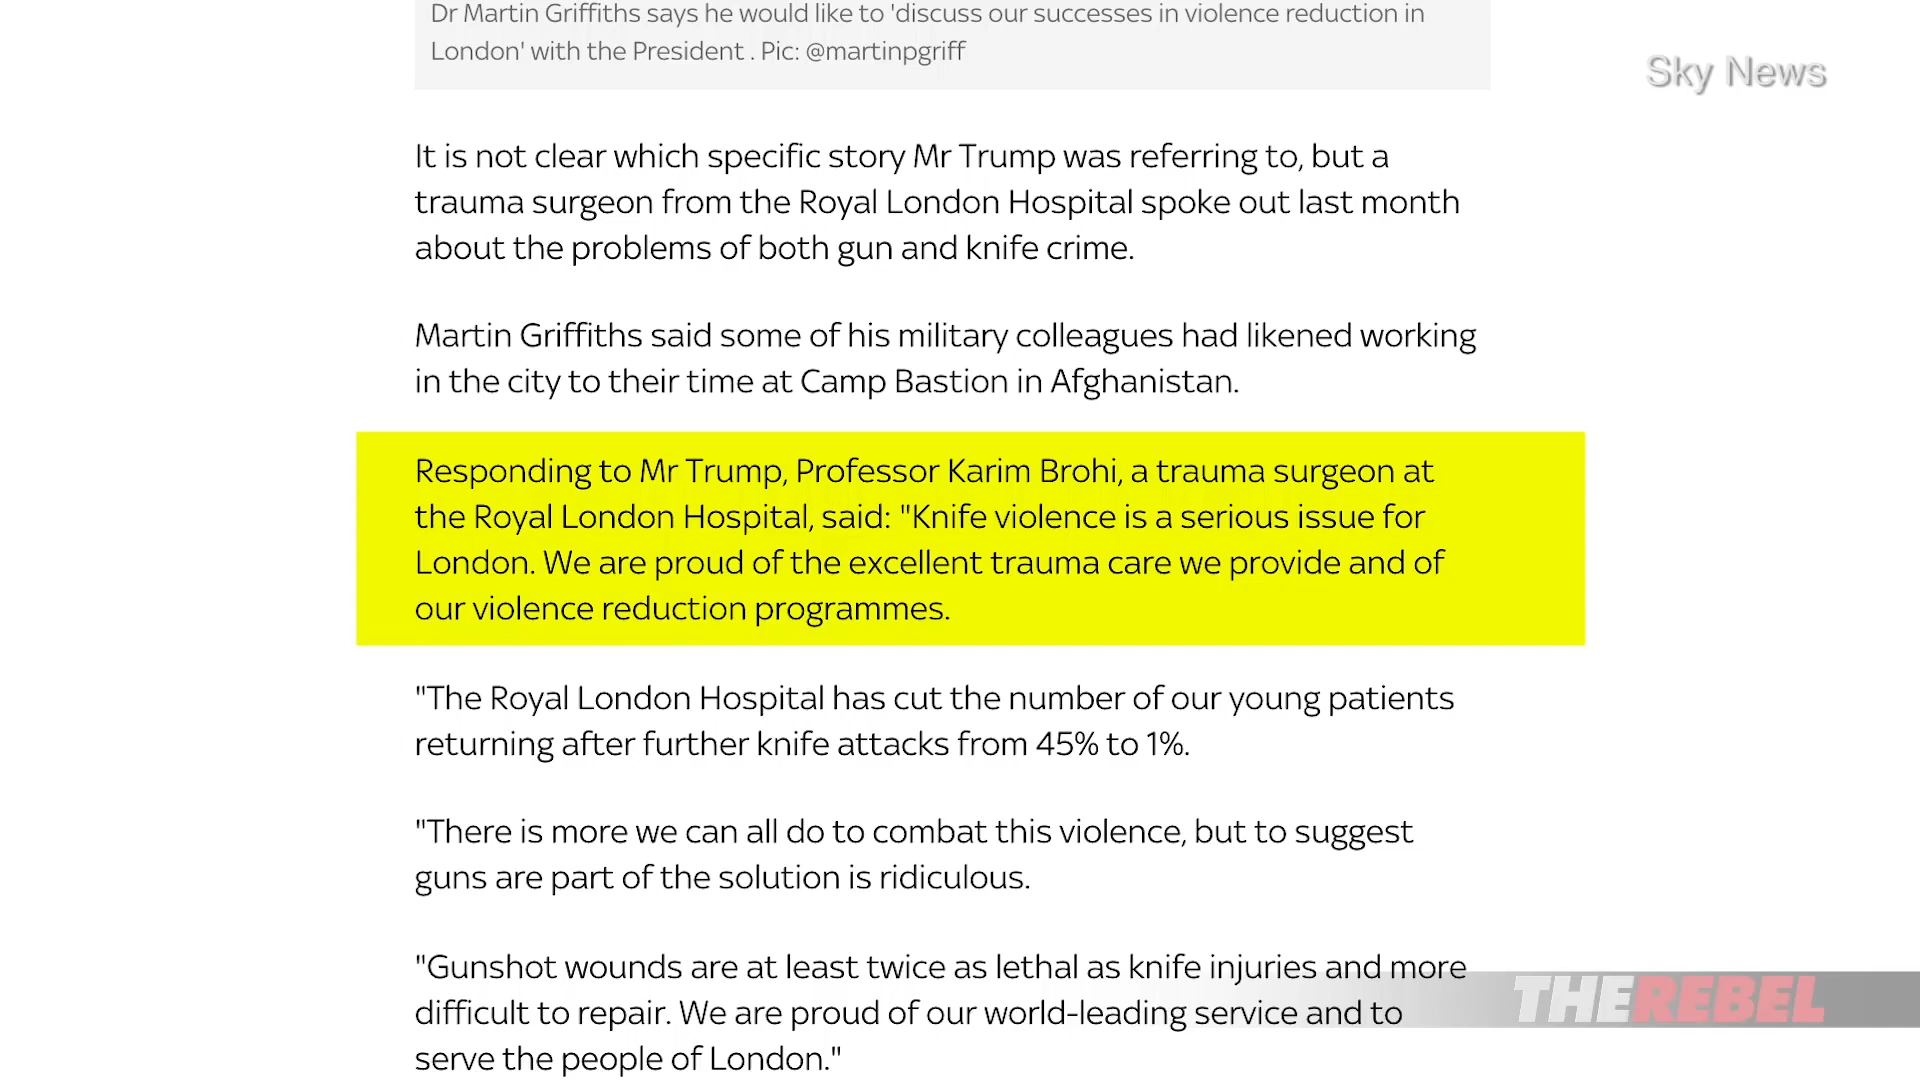 Dr Martin Griffiths says he would like to 'discuss our successes in violence reduction in
London' with the President . Pic: @martinpgriff
Sky News
It is not clear which specific story Mr Trump was referring to, but a
trauma surgeon from the Royal London Hospital spoke out last month
about the problems of both gun and knife crime.
Martin Griffiths said some of his military colleagues had likened working
in the city to their time at Camp Bastion in Afghanistan.
Responding to Mr Trump, Professor Karim Brohi, a trauma surgeon at
the Royal London Hospital, said: "Knife violence is a serious issue for
London. We are proud of the excellent trauma care we provide and of
our violence reduction programmes.
"The Royal London Hospital has cut the number of our young patients
returning after further knife attacks from 45% to 1%.
"There is more we can all do to combat this violence, but to suggest
guns are part of the solution is ridiculous.
"Gunshot wounds are at least twice as lethal as knife injuries and more
difficult to repair. We are proud of our world-leading service and to
serve the people of London."
THE REBEL